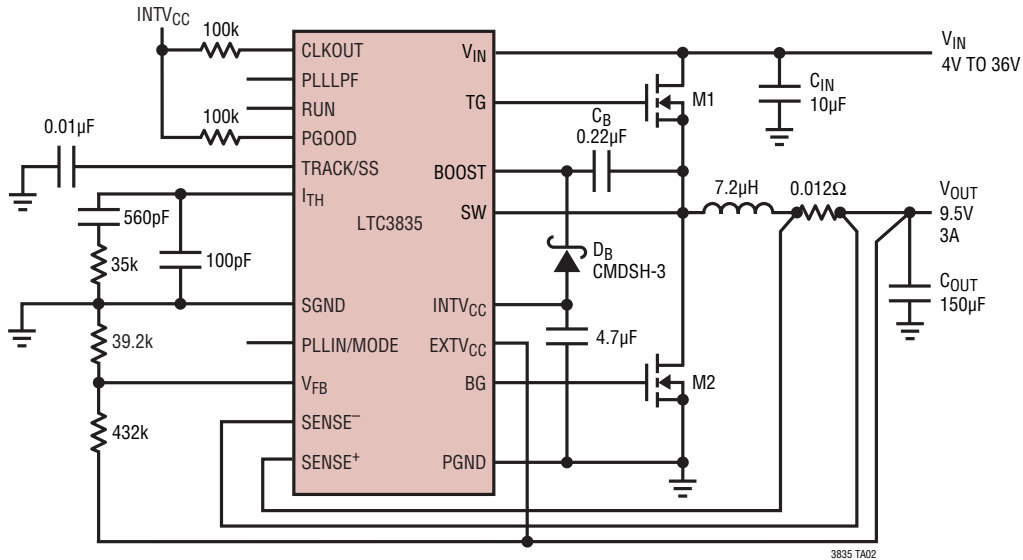 INTVCC
100k
CLKOUT
PLLLPF
RUN
100k
PGOOD
0.01µF
TRACK/SS
ITH
LTC3835
560pF
35k
100pF
SGND
39.2k
PLLIN/MODE
VFB
432k
SENSE–
SENSE+
VIN
TG
BOOST
SW
INTVCC
EXTVCC
BG
PGND
M1
CB
0.22µF
DB
CMDSH-3
4.7µF
M2
VIN
4V TO 36V
CIN
10µF
7.2µH
0.012Ω
VOUT
9.5V
3A
COUT
150µF
3835 TA02